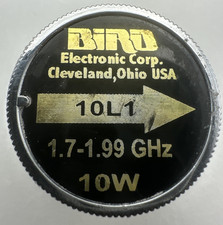 BIRD
Electronic Corp.
Cleveland,Ohio USA
10L1
1.7-1.99 GHz
10W